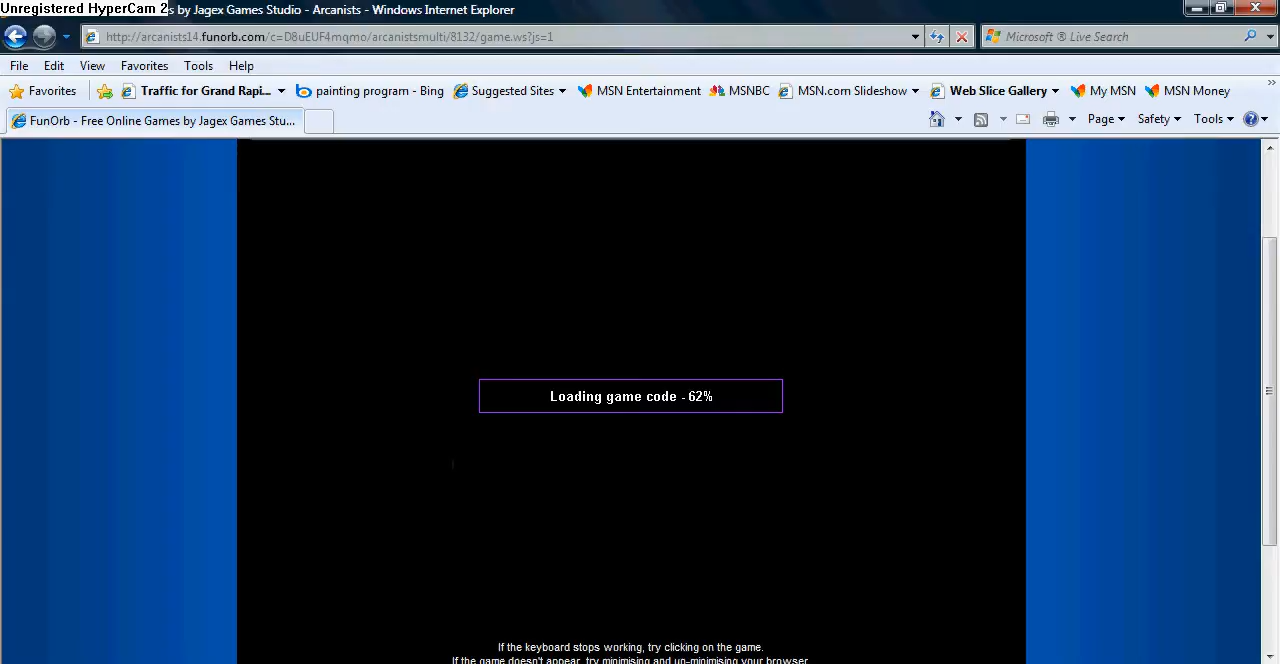 Unregistered HyperCam 2
s by Jagex Games Studio - Arcanists - Windows Internet Explorer
http://arcanists14.funorb.com/c=D8uEUF4mqmo/arcanistsmulti/8132/game.ws?js=1
Microsoft ® Live Search
File Edit View Favorites Tools Help
Favorites Traffic for Grand Rapi... painting program - Bing Suggested Sites MSN Entertainment MSNBC MSN.com Slideshow Web Slice Gallery My MSN MSN Money
FunOrb - Free Online Games by Jagex Games Stu... Page Safety Tools
Loading game code - 62%
If the keyboard stops working, try clicking on the game.
If the game doesn't appear, try minimising and un-minimising your browser